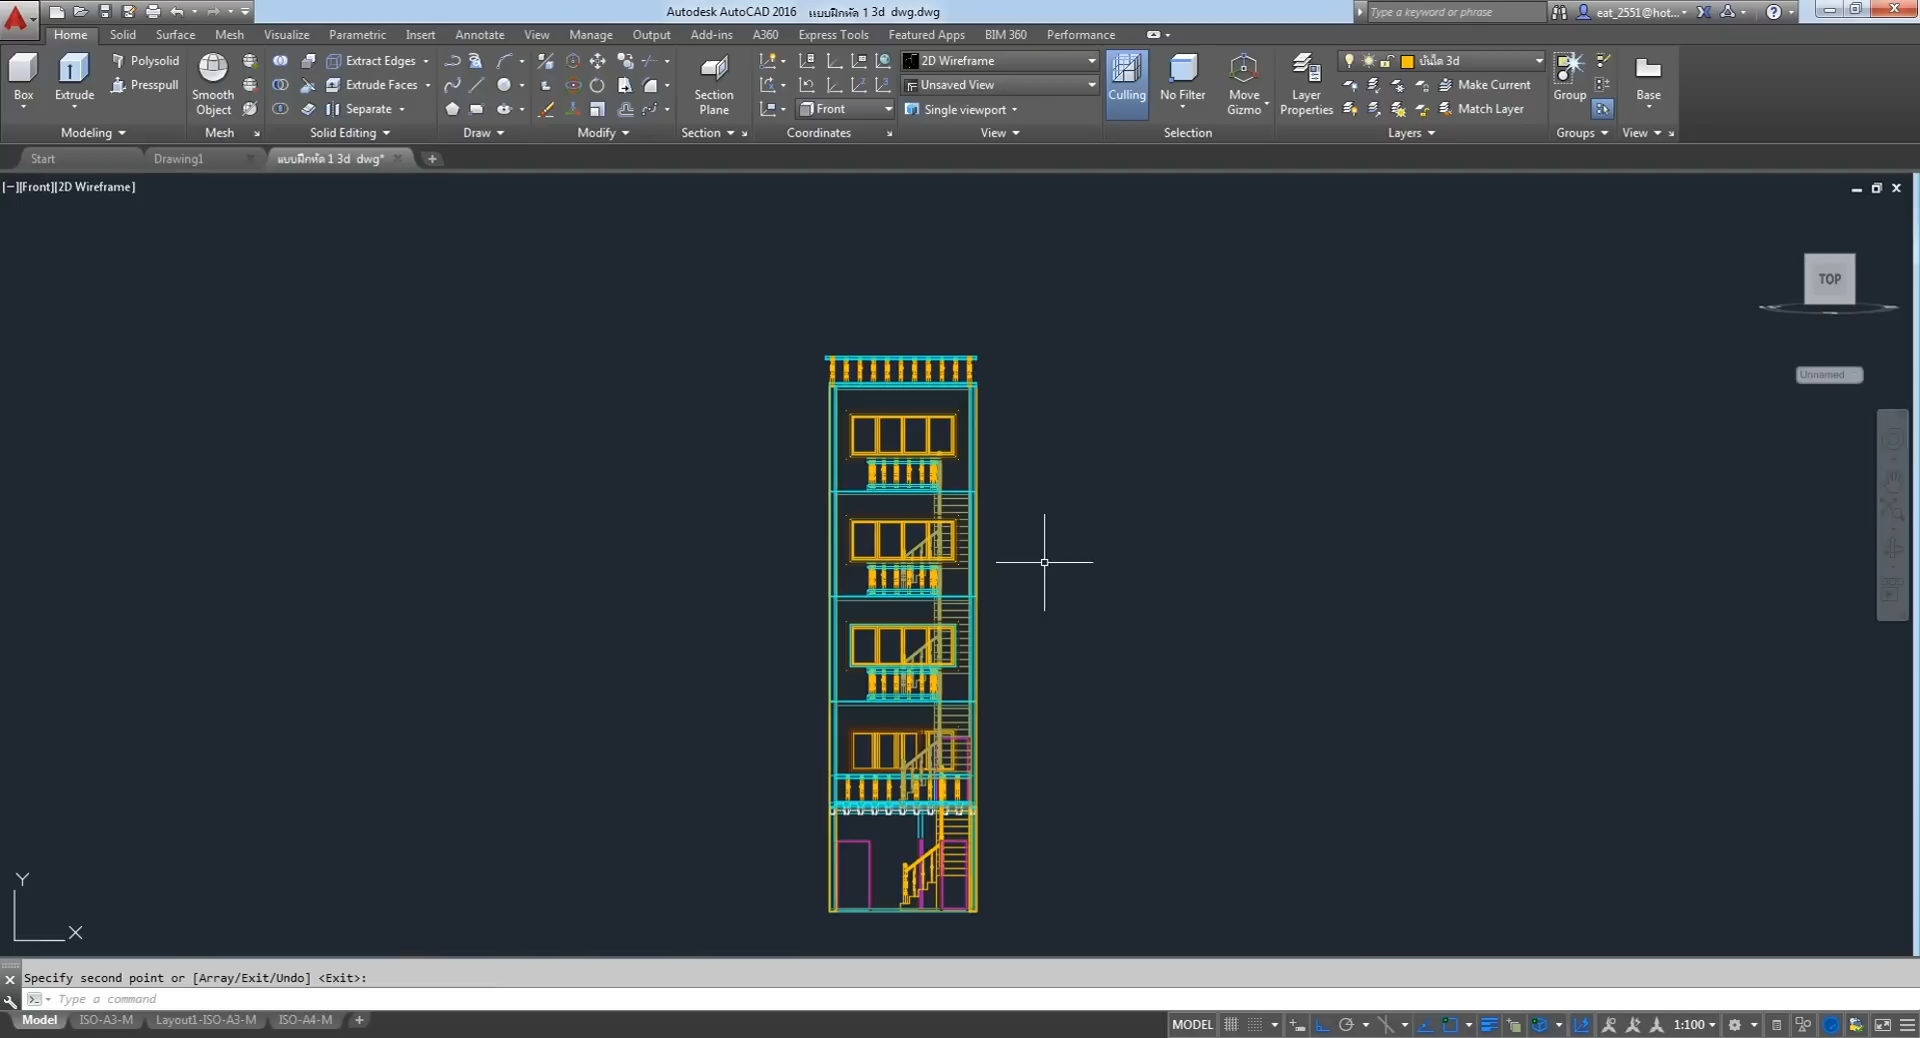 Autodesk AutoCAD 2016 แบบฝึกหัด 1 3d dwg.dwg
Type a keyword or phrase
eat_2551@hot...
Home Solid Surface Mesh Visualize Parametric Insert Annotate View Manage Output Add-ins A360 Express Tools Featured Apps BIM 360 Performance
Box
Extrude
Polysolid
Presspull
Smooth Object
Extract Edges
Extrude Faces
Separate
Section Plane
Front
2D Wireframe
Unsaved View
Single viewport
Culling
No Filter
Move Gizmo
Layer Properties
บันได 3d
Make Current
Match Layer
Group
Base
Modeling Mesh Solid Editing Draw Modify Section Coordinates View Selection Layers Groups View
Start Drawing1 แบบฝึกหัด 1 3d dwg*
[−][Front][2D Wireframe]
TOP
Unnamed
Y
X
Specify second point or [Array/Exit/Undo] <Exit>:
Type a command
Model ISO-A3-M Layout1-ISO-A3-M ISO-A4-M
MODEL
1:100